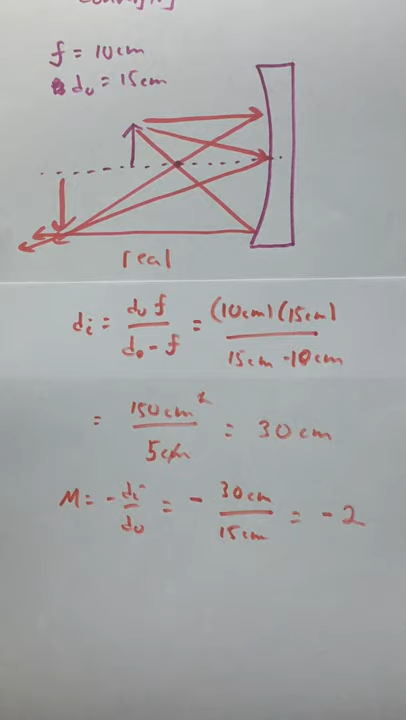 Converging
f = 10cm
do = 15cm
real
di = do f / do - f = (10cm)(15cm) / 15cm - 10cm
= 150cm² / 5cm = 30cm
M = - di / do = - 30cm / 15cm = -2